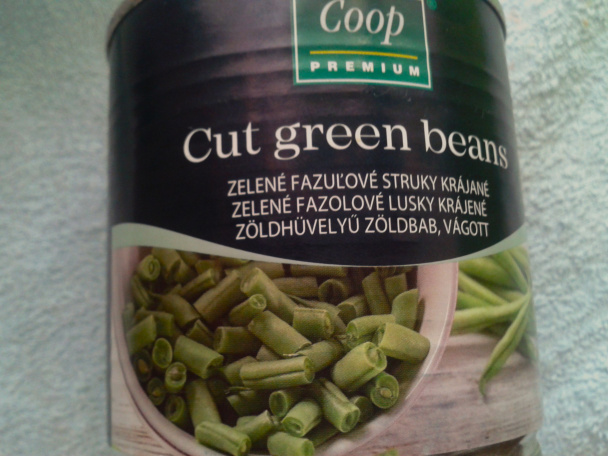 Coop
PREMIUM
Cut green beans
ZELENÉ FAZUĽOVÉ STRUKY KRÁJANÉ
ZELENÉ FAZOLOVÉ LUSKY KRÁJENÉ
ZÖLDHÜVELYŰ ZÖLDBAB, VÁGOTT